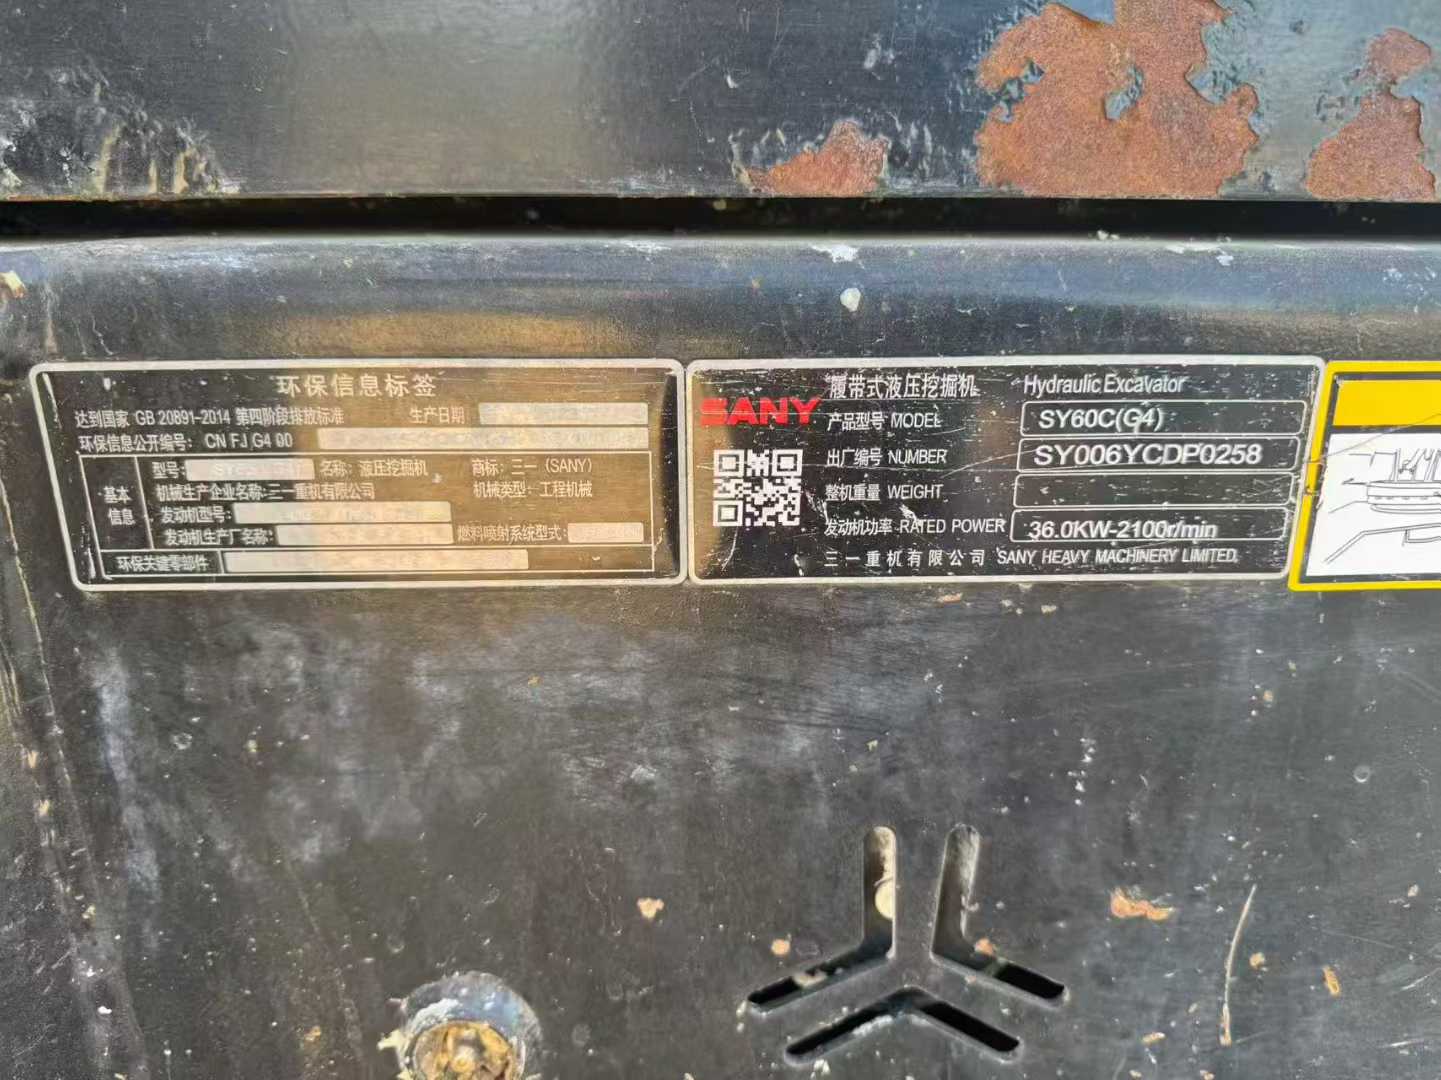 环保信息标签
达到国家 GB 20891-2014 第四阶段排放标准 生产日期
环保信息公开编号: CN FJ G4 00
基本信息
型号: 名称: 液压挖掘机 商标: 三一 (SANY)
机械生产企业名称: 三一重机有限公司 机械类型: 工程机械
发动机型号:
发动机生产厂名称: 燃料喷射系统型式:
环保关键零部件
SANY
履带式液压挖掘机 Hydraulic Excavator
产品型号 MODEL SY60C(G4)
出厂编号 NUMBER SY006YCDP0258
整机重量 WEIGHT
发动机功率 RATED POWER 36.0KW-2100r/min
三一重机有限公司 SANY HEAVY MACHINERY LIMITED.